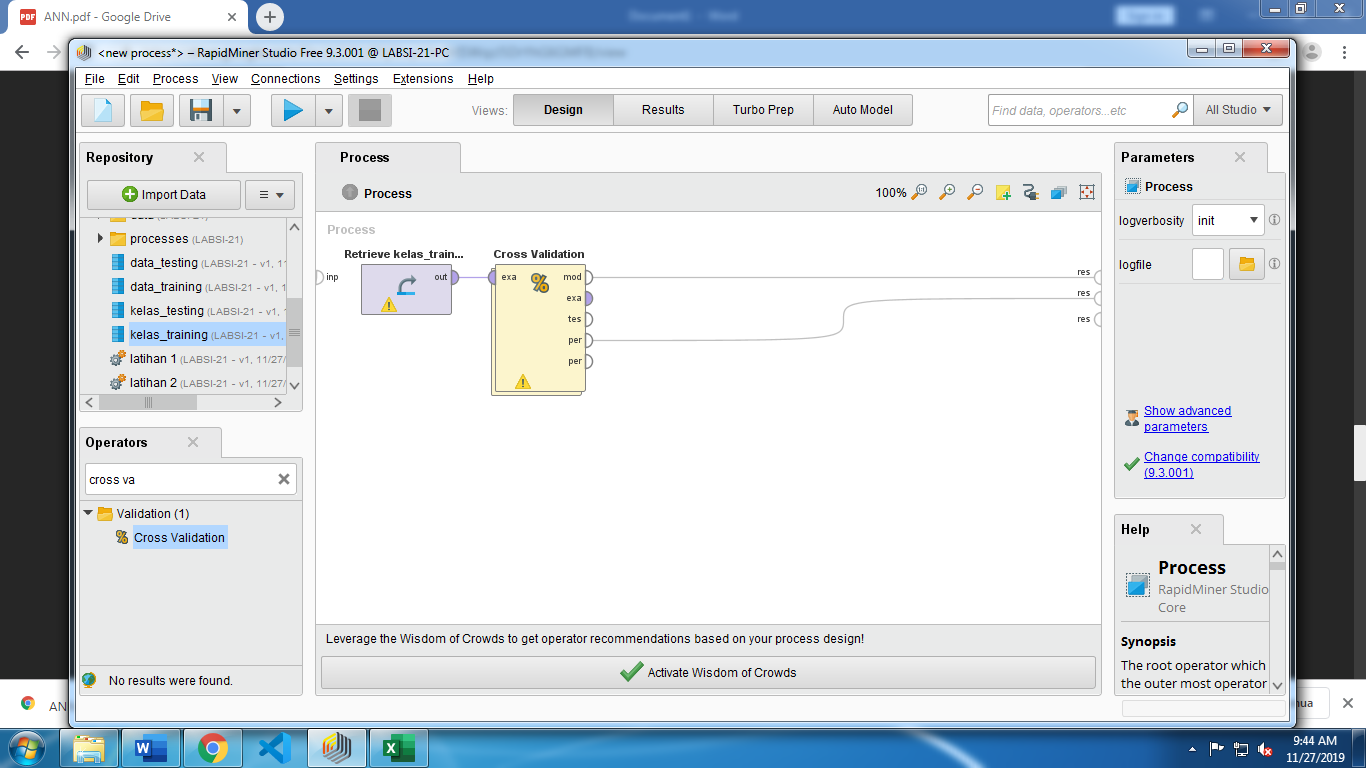 ANN.pdf - Google Drive
<new process*> – RapidMiner Studio Free 9.3.001 @ LABSI-21-PC
File Edit Process View Connections Settings Extensions Help
Views: Design Results Turbo Prep Auto Model
Find data, operators...etc
All Studio
Repository
Import Data
data (LABSI-21)
processes (LABSI-21)
data_testing (LABSI-21 - v1, 11
data_training (LABSI-21 - v1, 1
kelas_testing (LABSI-21 - v1, 1
kelas_training (LABSI-21 - v1,
latihan 1 (LABSI-21 - v1, 11/27/
latihan 2 (LABSI-21 - v1, 11/27/
Operators
cross va
Validation (1)
Cross Validation
No results were found.
Process
Process
100%
Process
inp
Retrieve kelas_train...
out
Cross Validation
exa mod
exa
tes
per
per
res
res
res
Leverage the Wisdom of Crowds to get operator recommendations based on your process design!
Activate Wisdom of Crowds
Parameters
Process
logverbosity init
logfile
Show advanced
parameters
Change compatibility
(9.3.001)
Help
Process
RapidMiner Studio
Core
Synopsis
The root operator which
the outer most operator
AN
nua
9:44 AM
11/27/2019